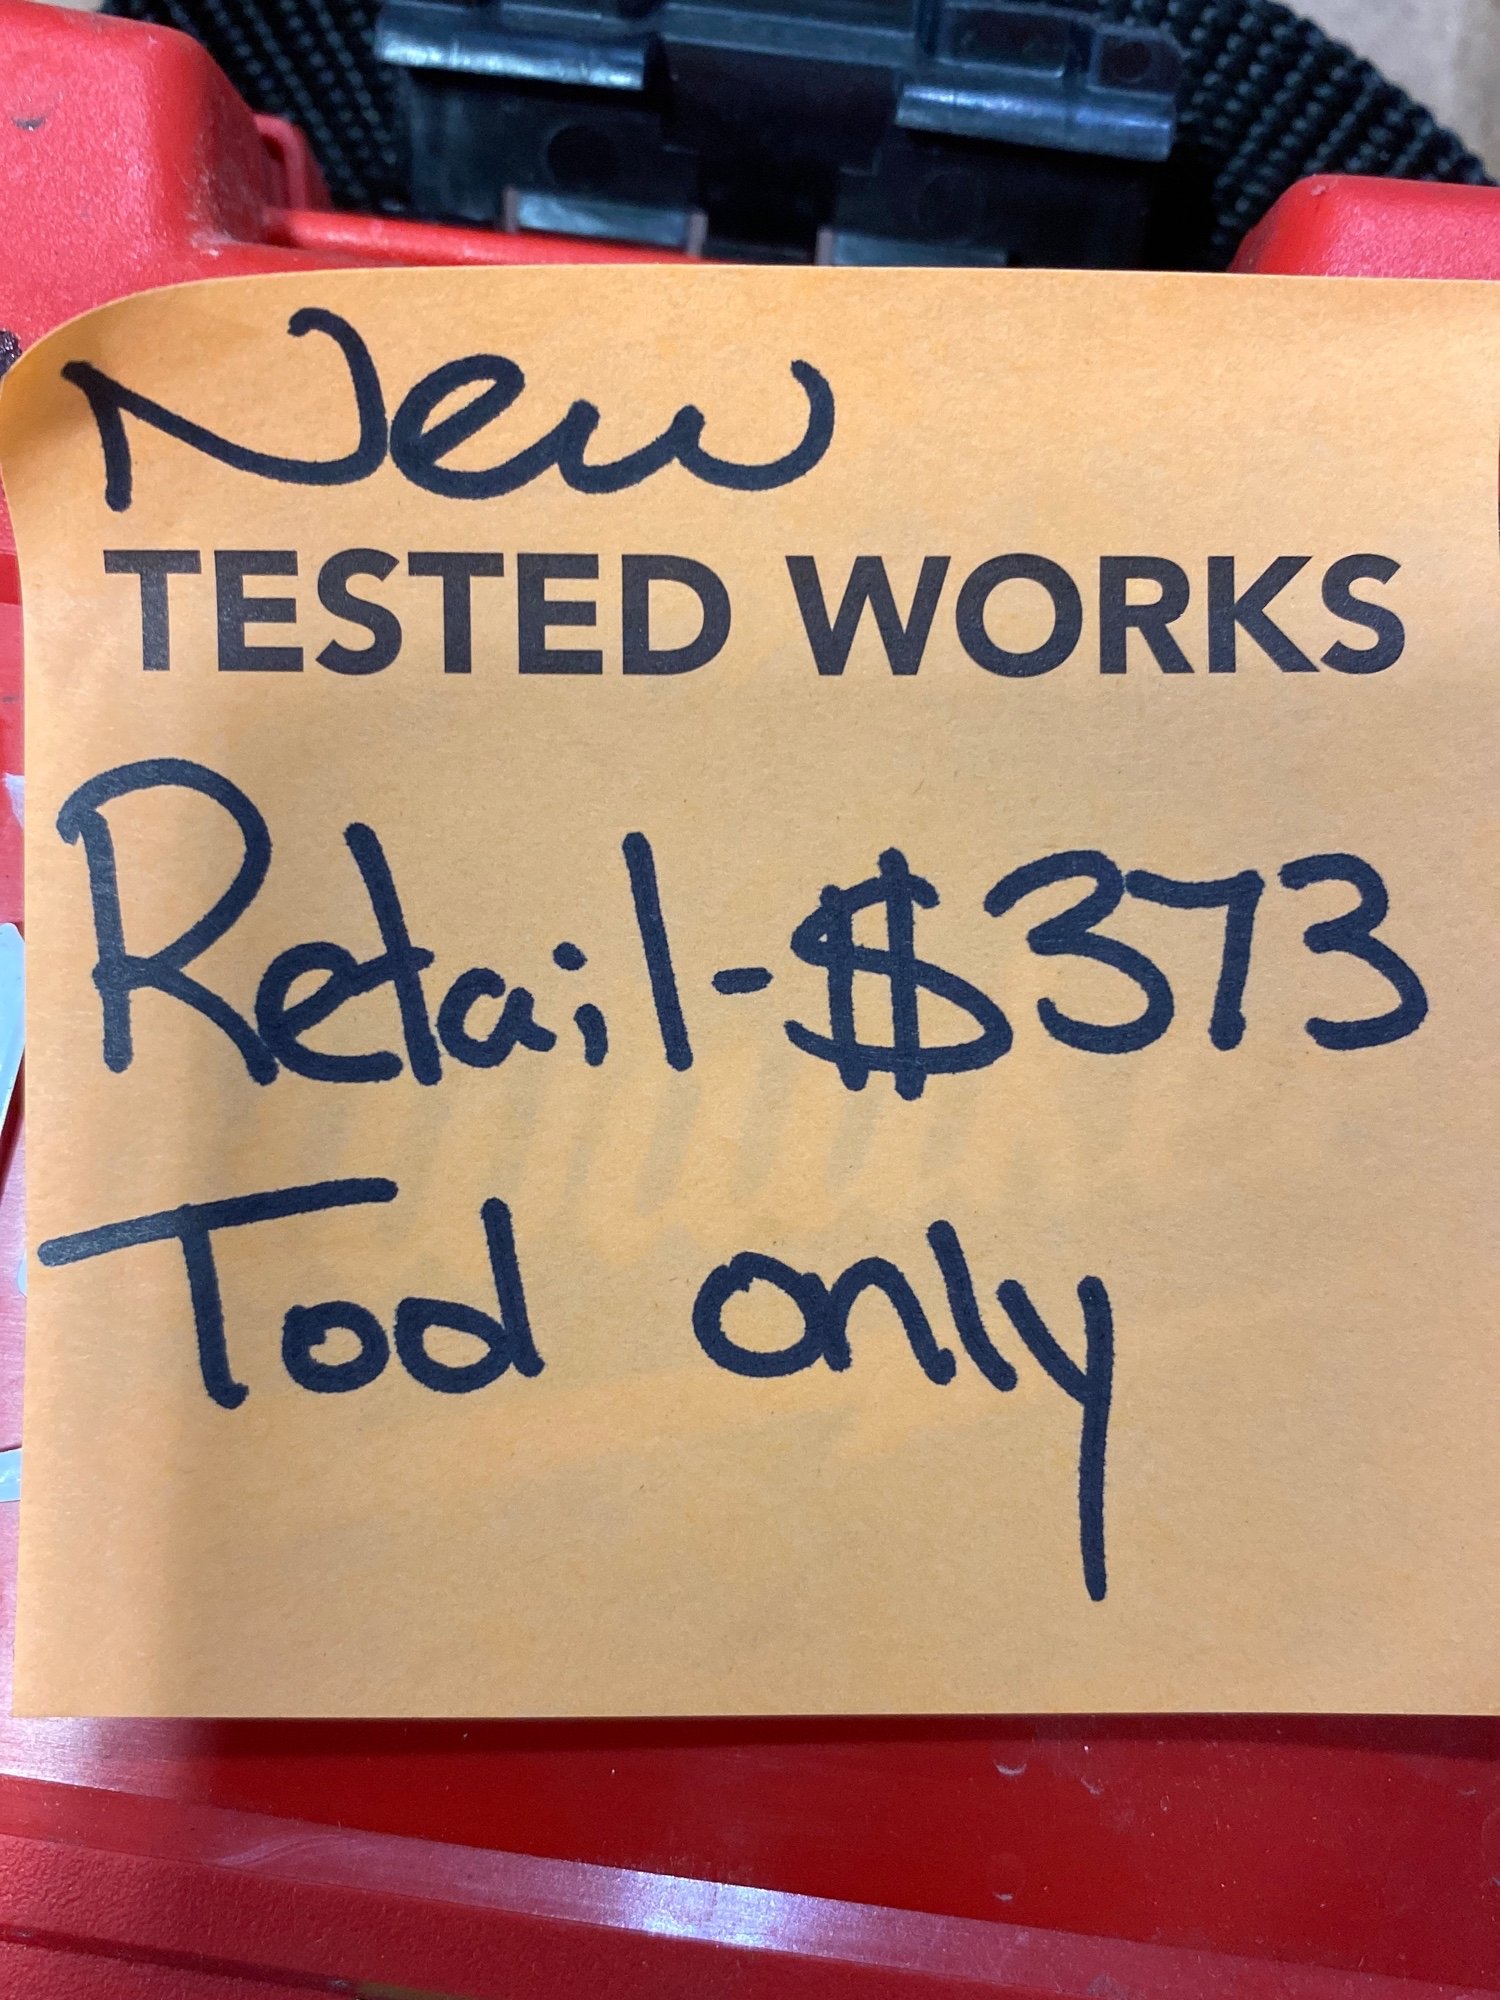 New
TESTED WORKS
Retail-$373
Tool only